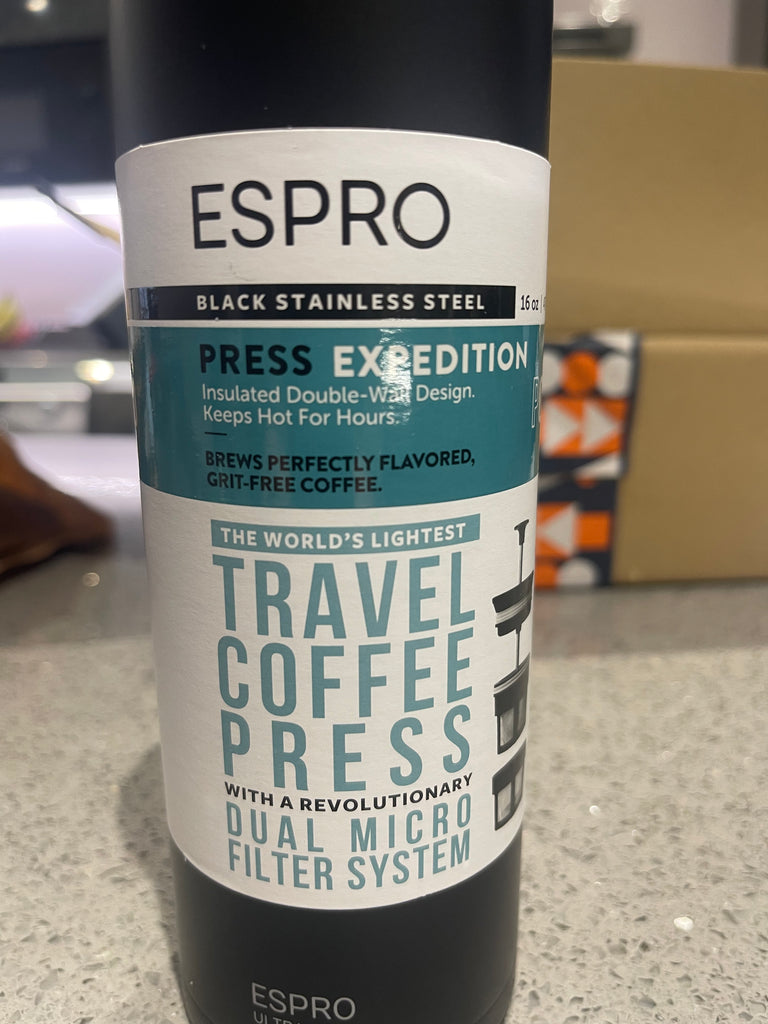 ESPRO
BLACK STAINLESS STEEL 16 oz
PRESS EXPEDITION
Insulated Double-Wall Design.
Keeps Hot For Hours.
BREWS PERFECTLY FLAVORED,
GRIT-FREE COFFEE.
THE WORLD'S LIGHTEST
TRAVEL
COFFEE
PRESS
WITH A REVOLUTIONARY
DUAL MICRO
FILTER SYSTEM
ESPRO